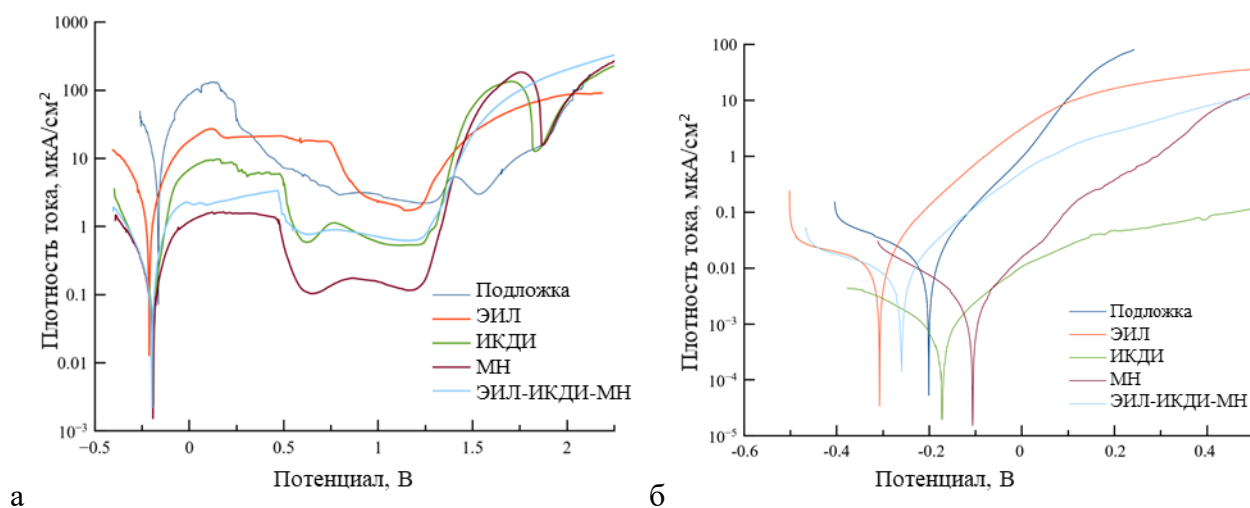 Плотность тока, мкА/см²
1000
100
10
1
0.1
0.01
10⁻³
−0.5
0
0.5
1
1.5
2
Потенциал, В
Подложка
ЭИЛ
ИКДИ
МН
ЭИЛ-ИКДИ-МН
а
Плотность тока, мкА/см²
100
10
1
0.1
0.01
10⁻³
10⁻⁴
10⁻⁵
-0.6
-0.4
-0.2
0
0.2
0.4
Потенциал, В
Подложка
ЭИЛ
ИКДИ
МН
ЭИЛ-ИКДИ-МН
б